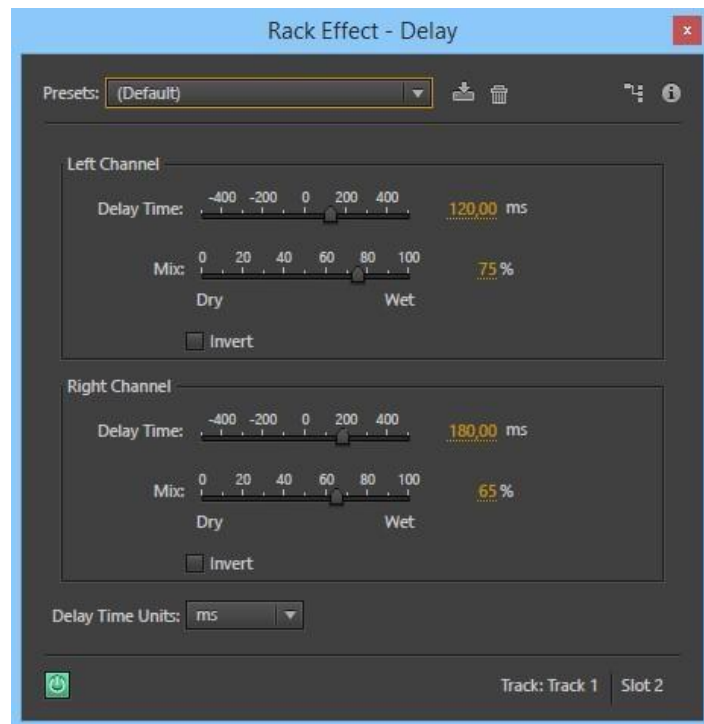 Rack Effect - Delay
x
Presets: (Default)
Left Channel
-400 -200 0 200 400
Delay Time: 120,00 ms
0 20 40 60 80 100
Mix: 75 %
Dry Wet
Invert
Right Channel
-400 -200 0 200 400
Delay Time: 180,00 ms
0 20 40 60 80 100
Mix: 65 %
Dry Wet
Invert
Delay Time Units: ms
Track: Track 1 Slot 2